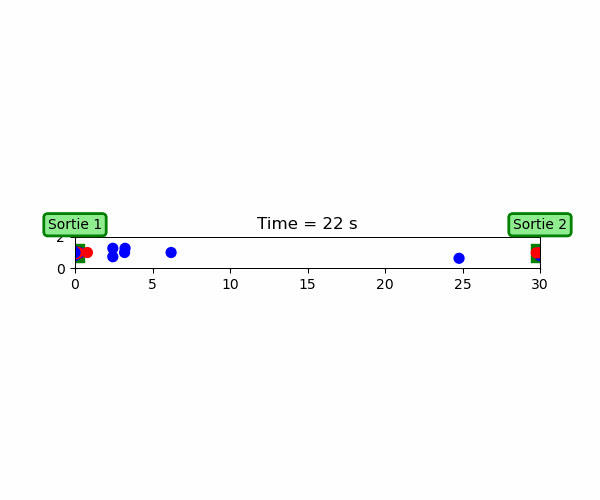 Sortie 1
Time = 22 s
Sortie 2
2
0
0 5 10 15 20 25 30